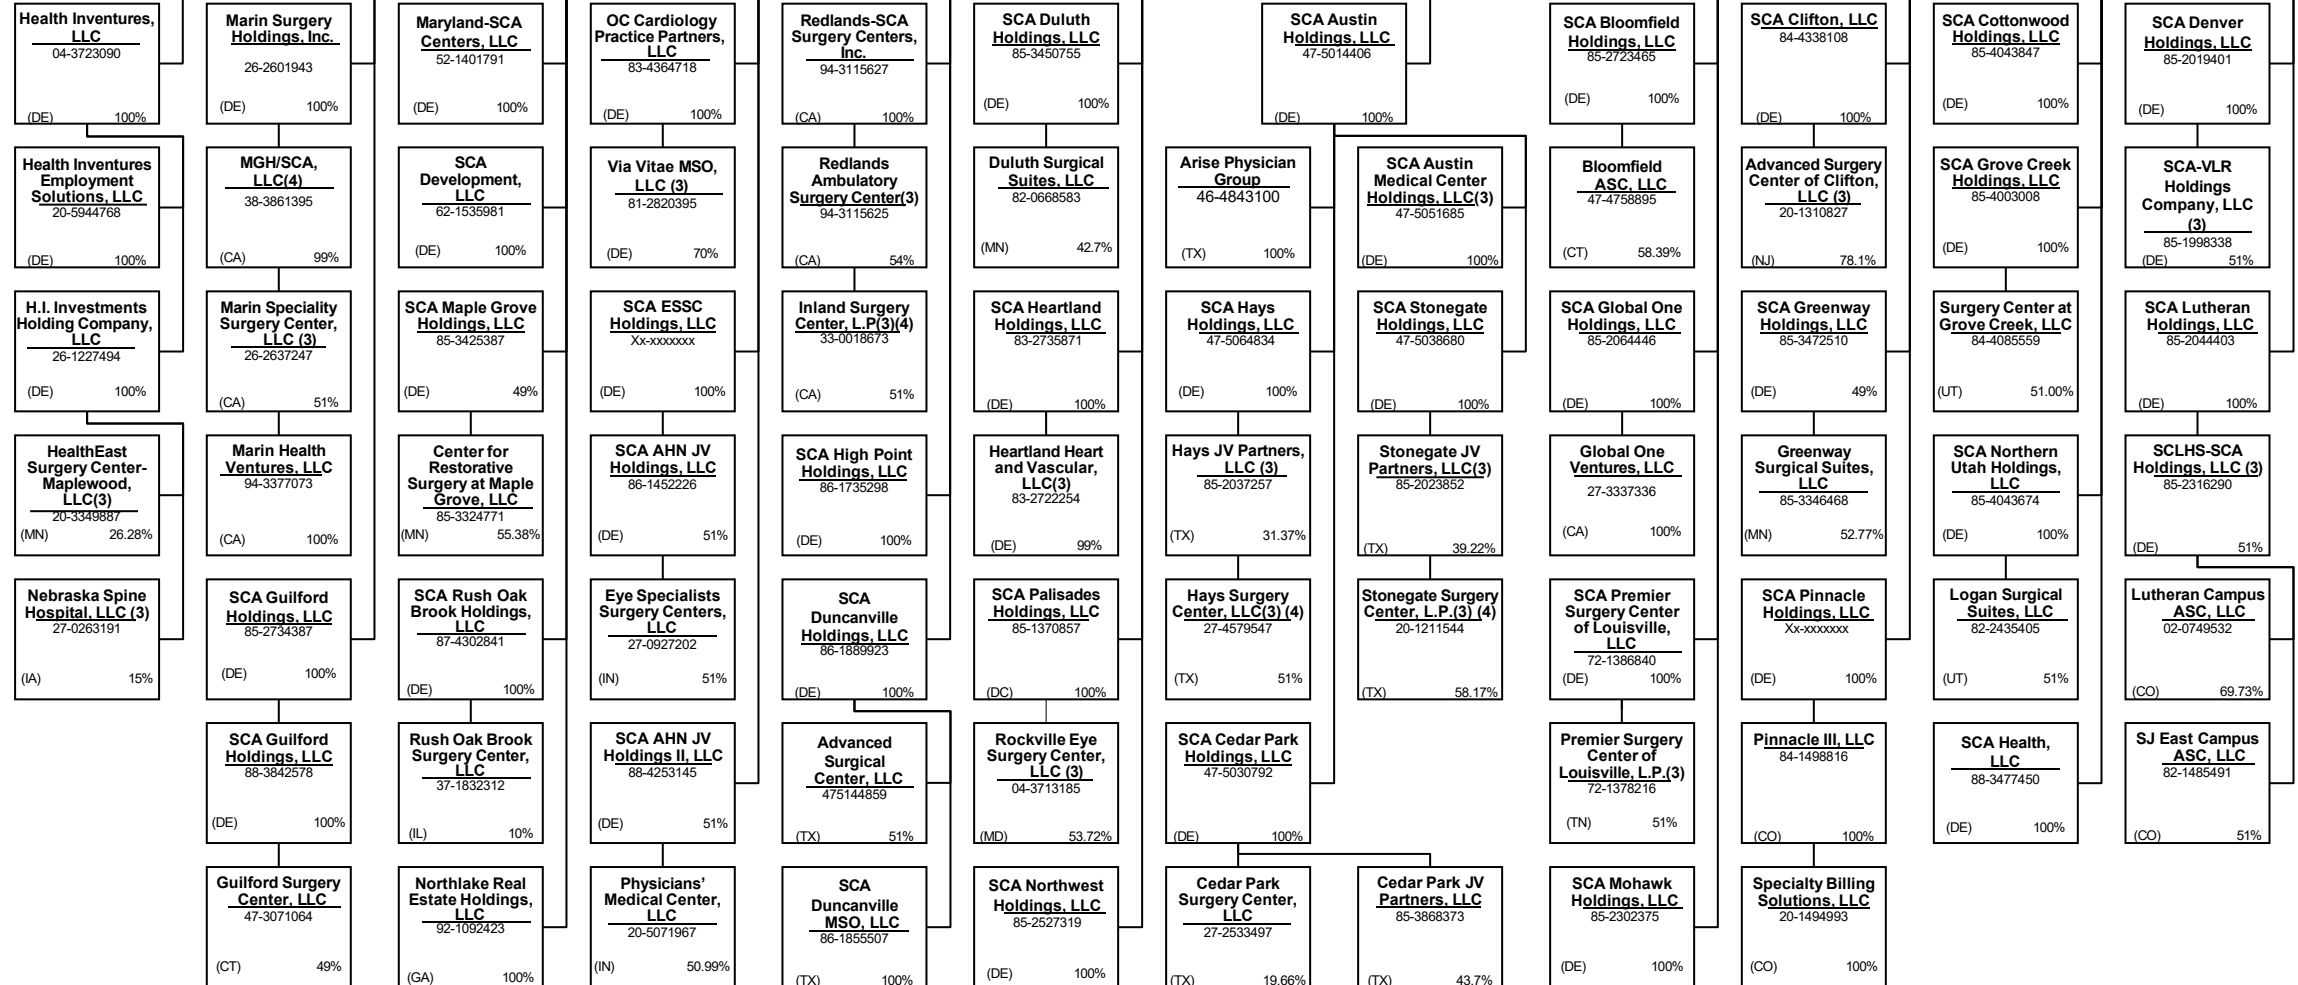 Health Inventures,
LLC
04-3723090
(DE) 100%
Health Inventures
Employment
Solutions, LLC
20-5944768
(DE) 100%
H.I. Investments
Holding Company,
LLC
26-1227494
(DE) 100%
HealthEast
Surgery Center-
Maplewood,
LLC(3)
20-3349887
(MN) 26.28%
Nebraska Spine
Hospital, LLC (3)
27-0263191
(IA) 15%
Marin Surgery
Holdings, Inc.
26-2601943
(DE) 100%
MGH/SCA,
LLC(4)
38-3861395
(CA) 99%
Marin Speciality
Surgery Center,
LLC (3)
26-2637247
(CA) 51%
Marin Health
Ventures, LLC
94-3377073
(CA) 100%
SCA Guilford
Holdings, LLC
85-2734387
(DE) 100%
SCA Guilford
Holdings, LLC
88-3842578
(DE) 100%
Guilford Surgery
Center, LLC
47-3071064
(CT) 49%
Maryland-SCA
Centers, LLC
52-1401791
(DE) 100%
SCA
Development,
LLC
62-1535981
(DE) 100%
SCA Maple Grove
Holdings, LLC
85-3425387
(DE) 49%
Center for
Restorative
Surgery at Maple
Grove, LLC
85-3324771
(MN) 55.38%
SCA Rush Oak
Brook Holdings,
LLC
87-4302841
(DE) 100%
Rush Oak Brook
Surgery Center,
LLC
37-1832312
(IL) 10%
Northlake Real
Estate Holdings,
LLC
92-1092423
(GA) 100%
OC Cardiology
Practice Partners,
LLC
83-4364718
(DE) 100%
Via Vitae MSO,
LLC (3)
81-2820395
(DE) 70%
SCA ESSC
Holdings, LLC
Xx-xxxxxxx
(DE) 100%
SCA AHN JV
Holdings, LLC
86-1452226
(DE) 51%
Eye Specialists
Surgery Centers,
LLC
27-0927202
(IN) 51%
SCA AHN JV
Holdings II, LLC
88-4253145
(DE) 51%
Physicians’
Medical Center,
LLC
20-5071967
(IN) 50.99%
Redlands-SCA
Surgery Centers,
Inc.
94-3115627
(CA) 100%
Redlands
Ambulatory
Surgery Center(3)
94-3115625
(CA) 54%
Inland Surgery
Center, L.P(3)(4)
33-0018673
(CA) 51%
SCA High Point
Holdings, LLC
86-1735298
(DE) 100%
SCA
Duncanville
Holdings, LLC
86-1889923
(DE) 100%
Advanced
Surgical
Center, LLC
475144859
(TX) 51%
SCA
Duncanville
MSO, LLC
86-1855507
(TX) 100%
SCA Duluth
Holdings, LLC
85-3450755
(DE) 100%
Duluth Surgical
Suites, LLC
82-0668583
(MN) 42.7%
SCA Heartland
Holdings, LLC
83-2735871
(DE) 100%
Heartland Heart
and Vascular,
LLC(3)
83-2722254
(DE) 99%
SCA Palisades
Holdings, LLC
85-1370857
(DC) 100%
Rockville Eye
Surgery Center,
LLC (3)
04-3713185
(MD) 53.72%
SCA Northwest
Holdings, LLC
85-2527319
(DE) 100%
SCA Austin
Holdings, LLC
47-5014406
(DE) 100%
Arise Physician
Group
46-4843100
(TX) 100%
SCA Hays
Holdings, LLC
47-5064834
(DE) 100%
Hays JV Partners,
LLC (3)
85-2037257
(TX) 31.37%
Hays Surgery
Center, LLC(3) (4)
27-4579547
(TX) 51%
SCA Cedar Park
Holdings, LLC
47-5030792
(DE) 100%
Cedar Park
Surgery Center,
LLC
27-2533497
(TX) 19.66%
SCA Austin
Medical Center
Holdings, LLC(3)
47-5051685
(DE) 100%
SCA Stonegate
Holdings, LLC
47-5038680
(DE) 100%
Stonegate JV
Partners, LLC(3)
85-2023852
(TX) 39.22%
Stonegate Surgery
Center, L.P.(3) (4)
20-1211544
(TX) 58.17%
Cedar Park JV
Partners, LLC
85-3868373
(TX) 43.7%
SCA Bloomfield
Holdings, LLC
85-2723465
(DE) 100%
Bloomfield
ASC, LLC
47-4758895
(CT) 58.39%
SCA Global One
Holdings, LLC
85-2064446
(DE) 100%
Global One
Ventures, LLC
27-3337336
(CA) 100%
SCA Premier
Surgery Center
of Louisville,
LLC
72-1386840
(DE) 100%
Premier Surgery
Center of
Louisville, L.P.(3)
72-1378216
(TN) 51%
SCA Mohawk
Holdings, LLC
85-2302375
(DE) 100%
SCA Clifton, LLC
84-4338108
(DE) 100%
Advanced Surgery
Center of Clifton,
LLC (3)
20-1310827
(NJ) 78.1%
SCA Greenway
Holdings, LLC
85-3472510
(DE) 49%
Greenway
Surgical Suites,
LLC
85-3346468
(MN) 52.77%
SCA Pinnacle
Holdings, LLC
Xx-xxxxxxx
(DE) 100%
Pinnacle III, LLC
84-1498816
(CO) 100%
Specialty Billing
Solutions, LLC
20-1494993
(CO) 100%
SCA Cottonwood
Holdings, LLC
85-4043847
(DE) 100%
SCA Grove Creek
Holdings, LLC
85-4003008
(DE) 100%
Surgery Center at
Grove Creek, LLC
84-4085559
(UT) 51.00%
SCA Northern
Utah Holdings,
LLC
85-4043674
(DE) 100%
Logan Surgical
Suites, LLC
82-2435405
(UT) 51%
SCA Health,
LLC
88-3477450
(DE) 100%
SCA Denver
Holdings, LLC
85-2019401
(DE) 100%
SCA-VLR
Holdings
Company, LLC
(3)
85-1998338
(DE) 51%
SCA Lutheran
Holdings, LLC
85-2044403
(DE) 100%
SCLHS-SCA
Holdings, LLC (3)
85-2316290
(DE) 51%
Lutheran Campus
ASC, LLC
02-0749532
(CO) 69.73%
SJ East Campus
ASC, LLC
82-1485491
(CO) 51%